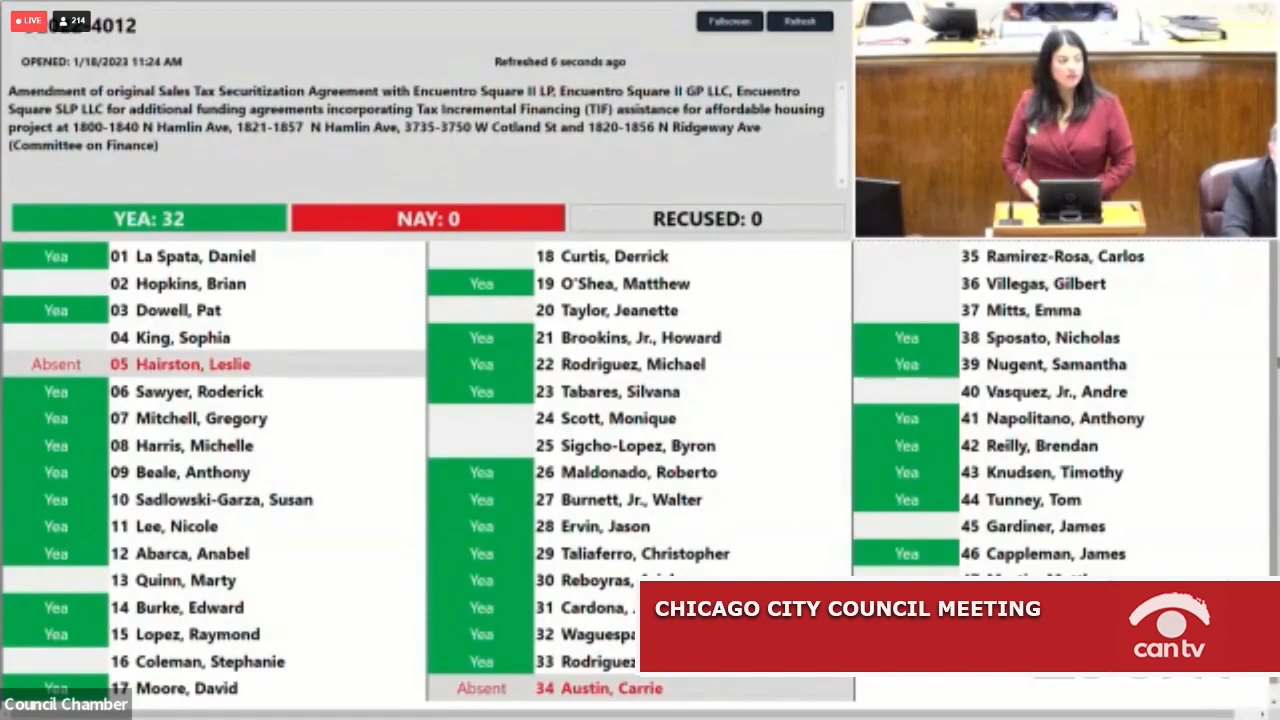 LIVE
214
2022-4012
Fullscreen
Refresh
OPENED: 1/18/2023 11:24 AM
Refreshed 6 seconds ago
Amendment of original Sales Tax Securitization Agreement with Encuentro Square II LP, Encuentro Square II GP LLC, Encuentro
Square SLP LLC for additional funding agreements incorporating Tax Incremental Financing (TIF) assistance for affordable housing
project at 1800-1840 N Hamlin Ave, 1821-1857 N Hamlin Ave, 3735-3750 W Cotland St and 1820-1856 N Ridgeway Ave
(Committee on Finance)
YEA: 32
NAY: 0
RECUSED: 0
Yea 01 La Spata, Daniel
02 Hopkins, Brian
Yea 03 Dowell, Pat
04 King, Sophia
Absent 05 Hairston, Leslie
Yea 06 Sawyer, Roderick
Yea 07 Mitchell, Gregory
Yea 08 Harris, Michelle
Yea 09 Beale, Anthony
Yea 10 Sadlowski-Garza, Susan
Yea 11 Lee, Nicole
Yea 12 Abarca, Anabel
13 Quinn, Marty
Yea 14 Burke, Edward
Yea 15 Lopez, Raymond
16 Coleman, Stephanie
Yea 17 Moore, David
18 Curtis, Derrick
Yea 19 O'Shea, Matthew
20 Taylor, Jeanette
Yea 21 Brookins, Jr., Howard
Yea 22 Rodriguez, Michael
Yea 23 Tabares, Silvana
24 Scott, Monique
25 Sigcho-Lopez, Byron
Yea 26 Maldonado, Roberto
Yea 27 Burnett, Jr., Walter
Yea 28 Ervin, Jason
Yea 29 Taliaferro, Christopher
Yea 30 Reboyras,
Yea 31 Cardona,
Yea 32 Waguespa
Yea 33 Rodriguez
Absent 34 Austin, Carrie
35 Ramirez-Rosa, Carlos
36 Villegas, Gilbert
37 Mitts, Emma
Yea 38 Sposato, Nicholas
Yea 39 Nugent, Samantha
40 Vasquez, Jr., Andre
Yea 41 Napolitano, Anthony
Yea 42 Reilly, Brendan
Yea 43 Knudsen, Timothy
Yea 44 Tunney, Tom
45 Gardiner, James
Yea 46 Cappleman, James
CHICAGO CITY COUNCIL MEETING
can tv
Council Chamber